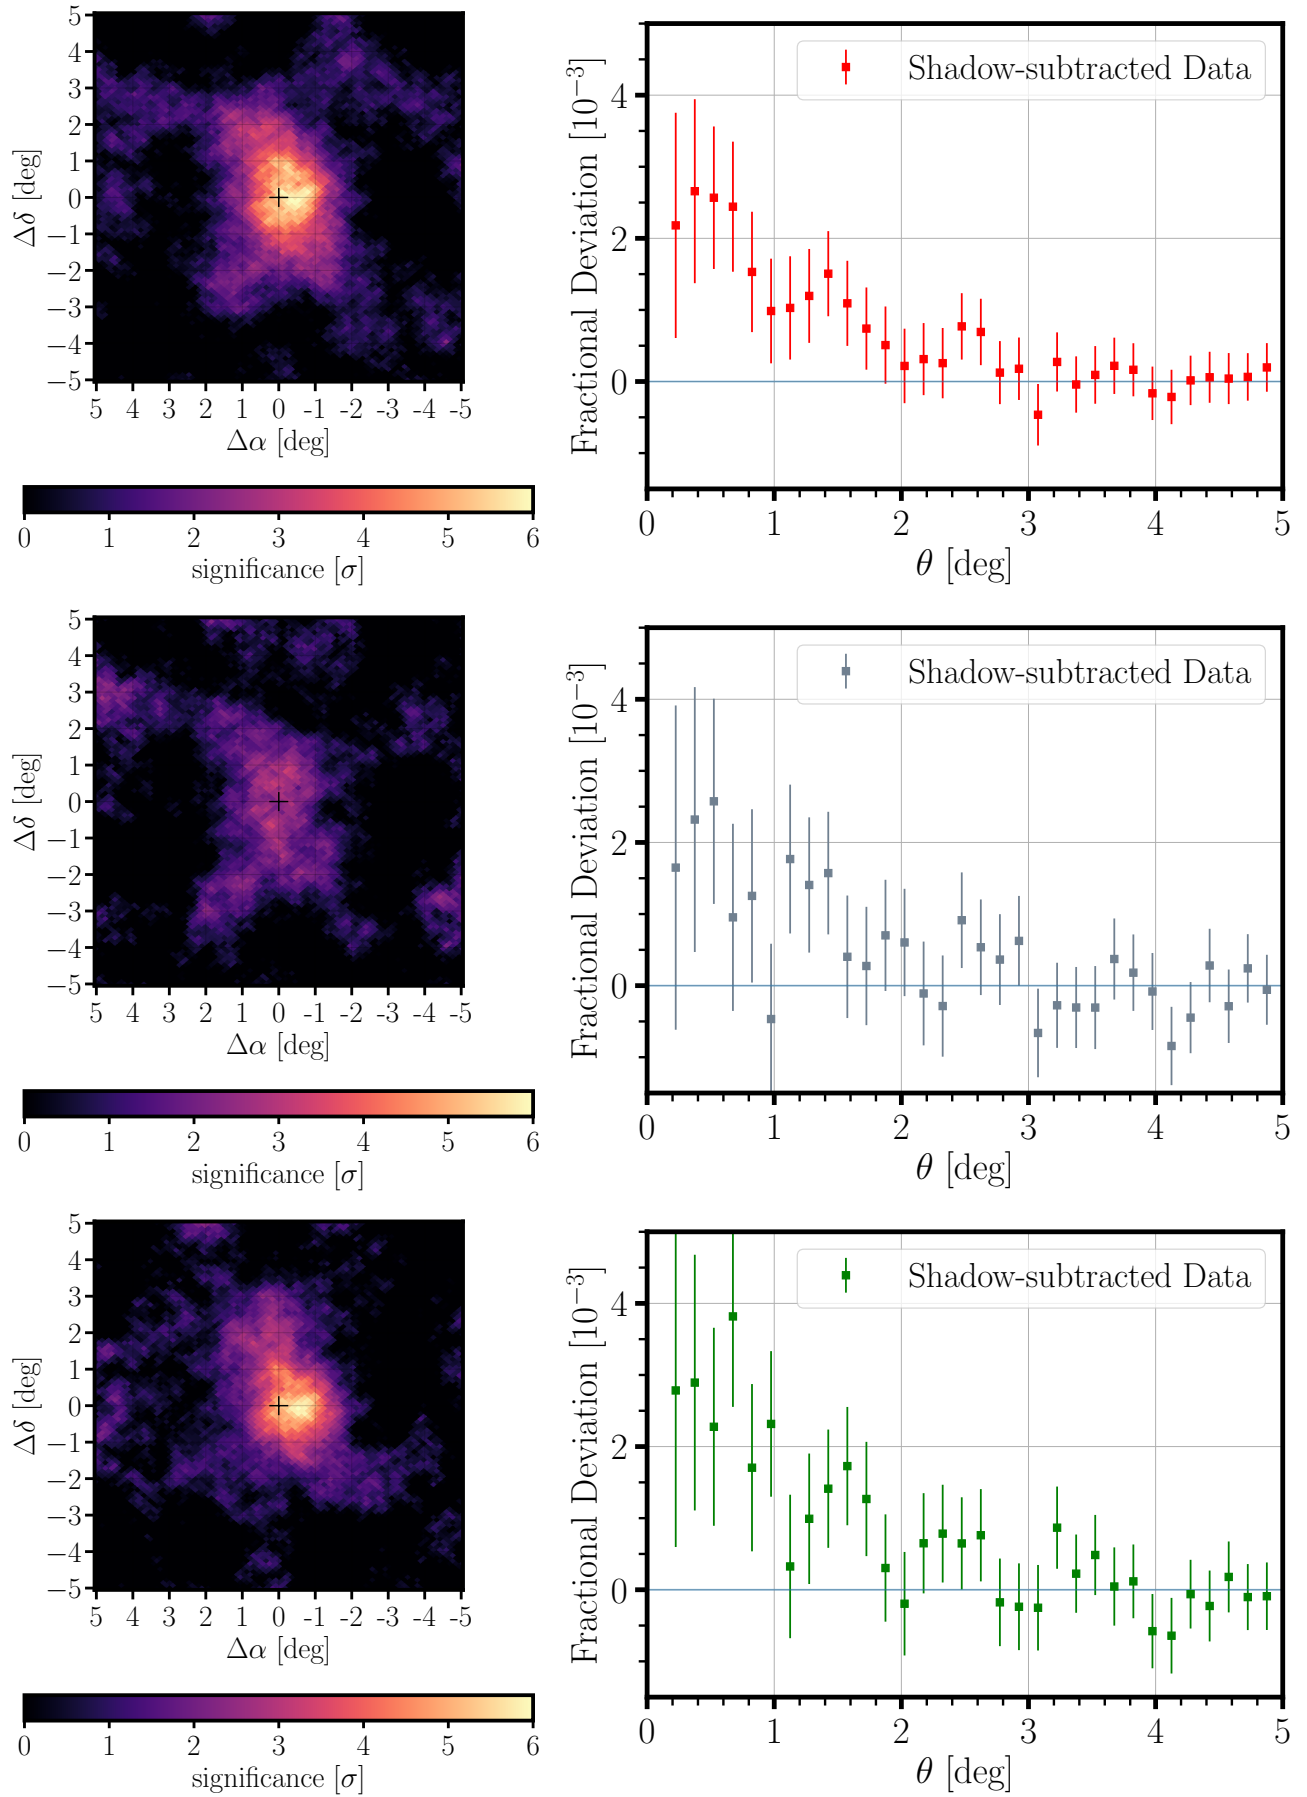 5
4
3
2
1
0
−1
−2
−3
−4
−5
Δδ [deg]
5 4 3 2 1 0 -1 -2 -3 -4 -5
Δα [deg]
0 1 2 3 4 5 6
significance [σ]
Shadow-subtracted Data
4
2
0
Fractional Deviation [10⁻³]
0 1 2 3 4 5
θ [deg]
5
4
3
2
1
0
−1
−2
−3
−4
−5
Δδ [deg]
5 4 3 2 1 0 -1 -2 -3 -4 -5
Δα [deg]
0 1 2 3 4 5 6
significance [σ]
Shadow-subtracted Data
4
2
0
Fractional Deviation [10⁻³]
0 1 2 3 4 5
θ [deg]
5
4
3
2
1
0
−1
−2
−3
−4
−5
Δδ [deg]
5 4 3 2 1 0 -1 -2 -3 -4 -5
Δα [deg]
0 1 2 3 4 5 6
significance [σ]
Shadow-subtracted Data
4
2
0
Fractional Deviation [10⁻³]
0 1 2 3 4 5
θ [deg]